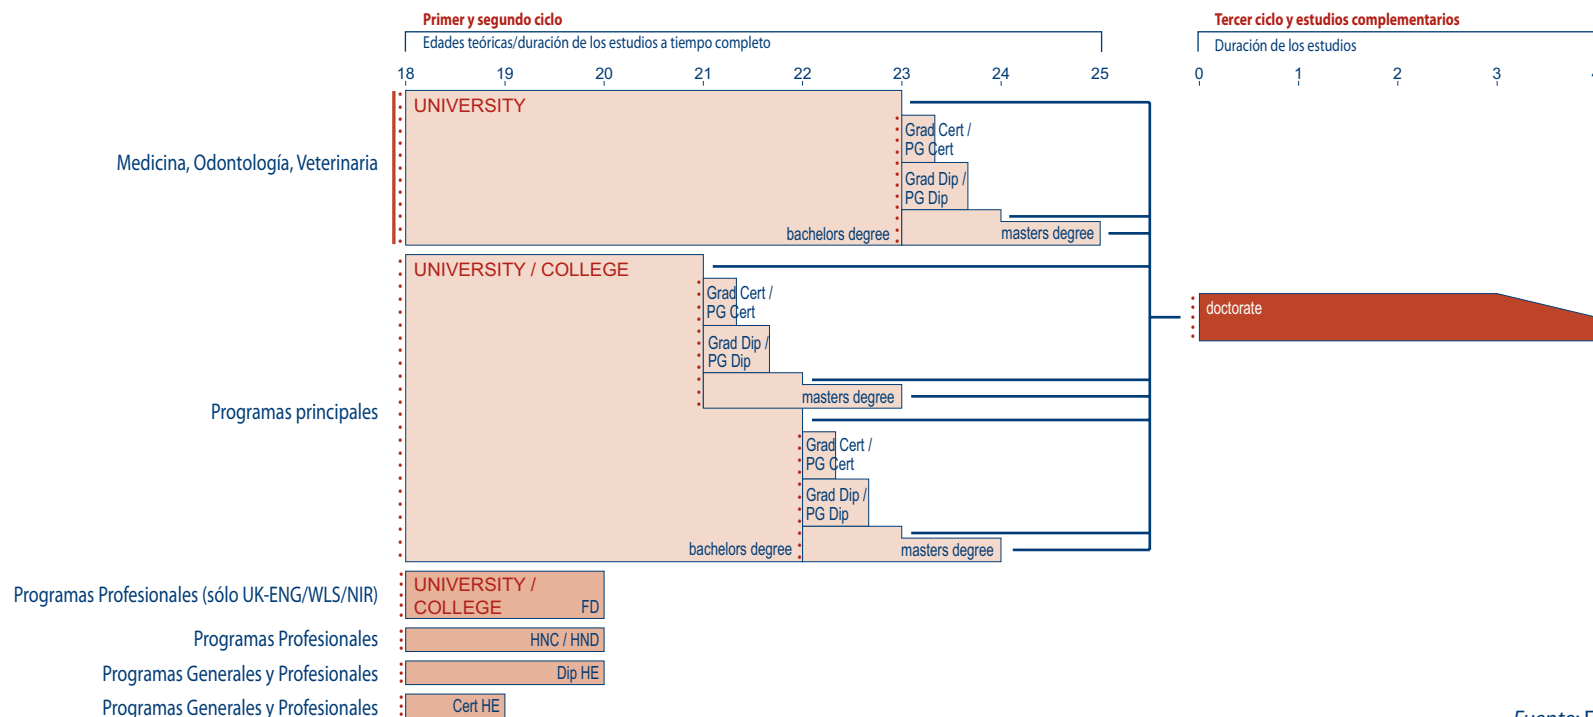 Primer y segundo ciclo
Tercer ciclo y estudios complementarios
Edades teóricas/duración de los estudios a tiempo completo
Duración de los estudios
18 19 20 21 22 23 24 25
0 1 2 3
Medicina, Odontología, Veterinaria
UNIVERSITY
Grad Cert /
PG Cert
Grad Dip /
PG Dip
bachelors degree
masters degree
Programas principales
UNIVERSITY / COLLEGE
Grad Cert /
PG Cert
Grad Dip /
PG Dip
masters degree
Grad Cert /
PG Cert
Grad Dip /
PG Dip
bachelors degree
masters degree
doctorate
Programas Profesionales (sólo UK-ENG/WLS/NIR)
UNIVERSITY /
COLLEGE
FD
Programas Profesionales
HNC / HND
Programas Generales y Profesionales
Dip HE
Programas Generales y Profesionales
Cert HE
Fuente: